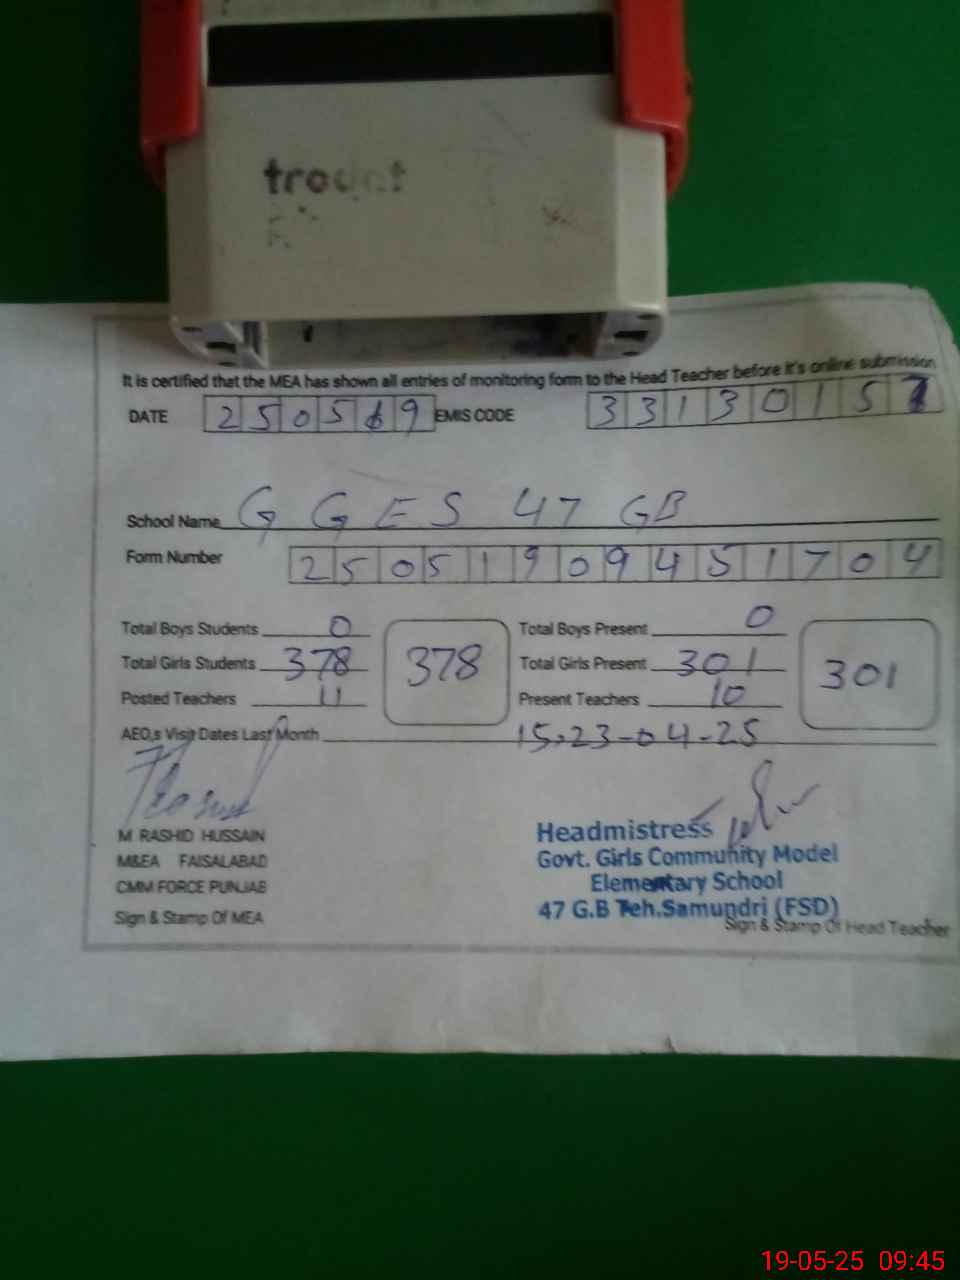 trodat
It is certified that the MEA has shown all entries of monitoring form to the Head Teacher before it's online submission
DATE 250519 EMIS CODE 3313015
School Name G GES 47 GB
Form Number 25051909451704
Total Boys Students 0 Total Boys Present 0
Total Girls Students 378 378 Total Girls Present 301 301
Posted Teachers 11 Present Teachers 10
AEO,s Visit Dates Last Month 15,23-04-25
M RASHID HUSSAIN
M&EA FAISALABAD
CMM FORCE PUNJAB
Sign & Stamp Of MEA
Headmistress
Govt. Girls Community Model
Elementary School
47 G.B Teh.Samundri (FSD)
Sign & Stamp Of Head Teacher
19-05-25 09:45